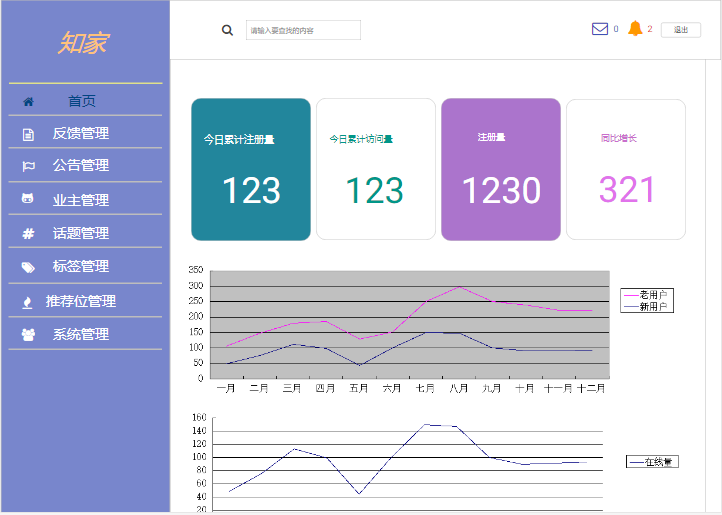 知家
请输入要查找的内容
0
2
退出
首页
反馈管理
公告管理
业主管理
话题管理
标签管理
推荐位管理
系统管理
今日累计注册量
123
今日累计访问量
123
注册量
1230
同比增长
321
350
300
250
200
150
100
50
0
一月 二月 三月 四月 五月 六月 七月 八月 九月 十月 十一月 十二月
老用户
新用户
160
140
120
100
80
60
40
20
在线量